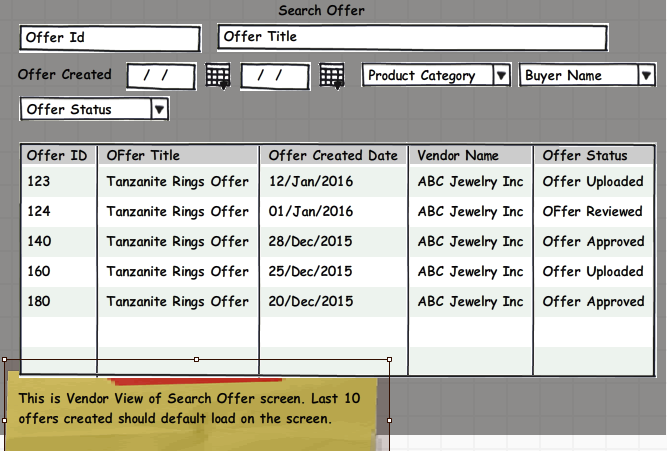 Search Offer
Offer Id Offer Title
Offer Created / / / / Product Category Buyer Name
Offer Status
Offer ID OFfer Title Offer Created Date Vendor Name Offer Status
123 Tanzanite Rings Offer 12/Jan/2016 ABC Jewelry Inc Offer Uploaded
124 Tanzanite Rings Offer 01/Jan/2016 ABC Jewelry Inc OFfer Reviewed
140 Tanzanite Rings Offer 28/Dec/2015 ABC Jewelry Inc Offer Approved
160 Tanzanite Rings Offer 25/Dec/2015 ABC Jewelry Inc Offer Uploaded
180 Tanzanite Rings Offer 20/Dec/2015 ABC Jewelry Inc Offer Approved
This is Vendor View of Search Offer screen. Last 10
offers created should default load on the screen.